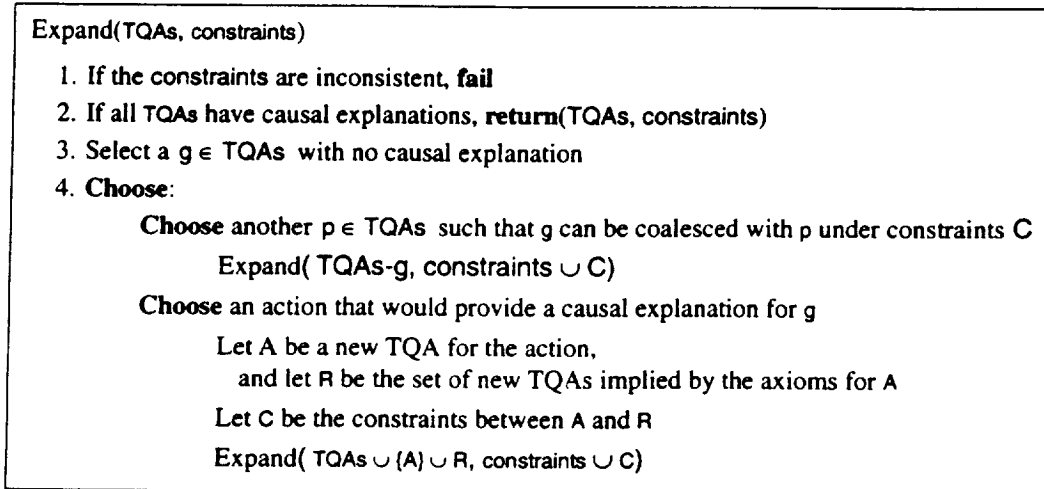 Expand(TQAs, constraints)
1. If the constraints are inconsistent, fail
2. If all TQAs have causal explanations, return(TQAs, constraints)
3. Select a g ∈ TQAs with no causal explanation
4. Choose:
Choose another p ∈ TQAs such that g can be coalesced with p under constraints C
Expand( TQAs-g, constraints ∪ C)
Choose an action that would provide a causal explanation for g
Let A be a new TQA for the action,
and let R be the set of new TQAs implied by the axioms for A
Let C be the constraints between A and R
Expand( TQAs ∪ {A} ∪ R, constraints ∪ C)